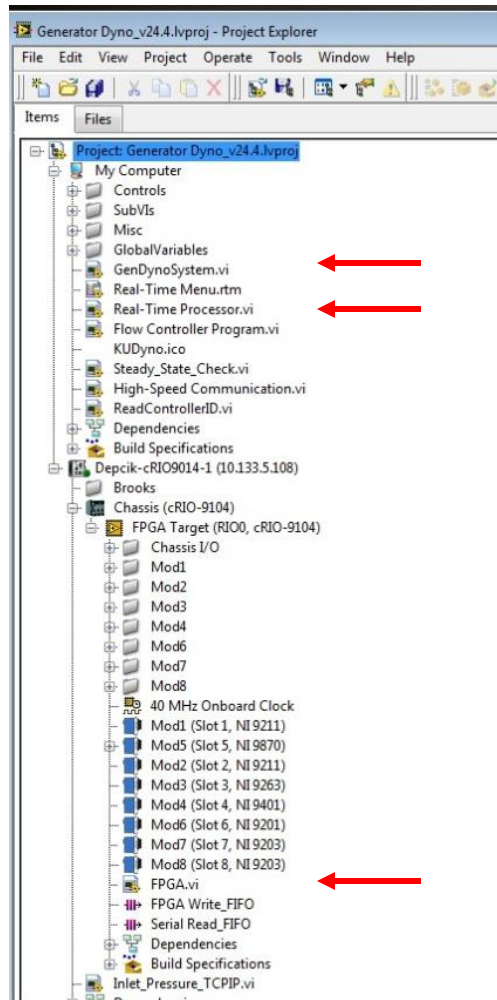 Generator Dyno_v24.4.lvproj - Project Explorer
File Edit View Project Operate Tools Window Help
Items Files
Project: Generator Dyno_v24.4.lvproj
My Computer
Controls
SubVIs
Misc
GlobalVariables
GenDynoSystem.vi
Real-Time Menu.rtm
Real-Time Processor.vi
Flow Controller Program.vi
KUDyno.ico
Steady_State_Check.vi
High-Speed Communication.vi
ReadControllerID.vi
Dependencies
Build Specifications
Depcik-cRIO9014-1 (10.133.5.108)
Brooks
Chassis (cRIO-9104)
FPGA Target (RIO0, cRIO-9104)
Chassis I/O
Mod1
Mod2
Mod3
Mod4
Mod6
Mod7
Mod8
40 MHz Onboard Clock
Mod1 (Slot 1, NI 9211)
Mod5 (Slot 5, NI 9870)
Mod2 (Slot 2, NI 9211)
Mod3 (Slot 3, NI 9263)
Mod4 (Slot 4, NI 9401)
Mod6 (Slot 6, NI 9201)
Mod7 (Slot 7, NI 9203)
Mod8 (Slot 8, NI 9203)
FPGA.vi
FPGA Write_FIFO
Serial Read_FIFO
Dependencies
Build Specifications
Inlet_Pressure_TCPIP.vi